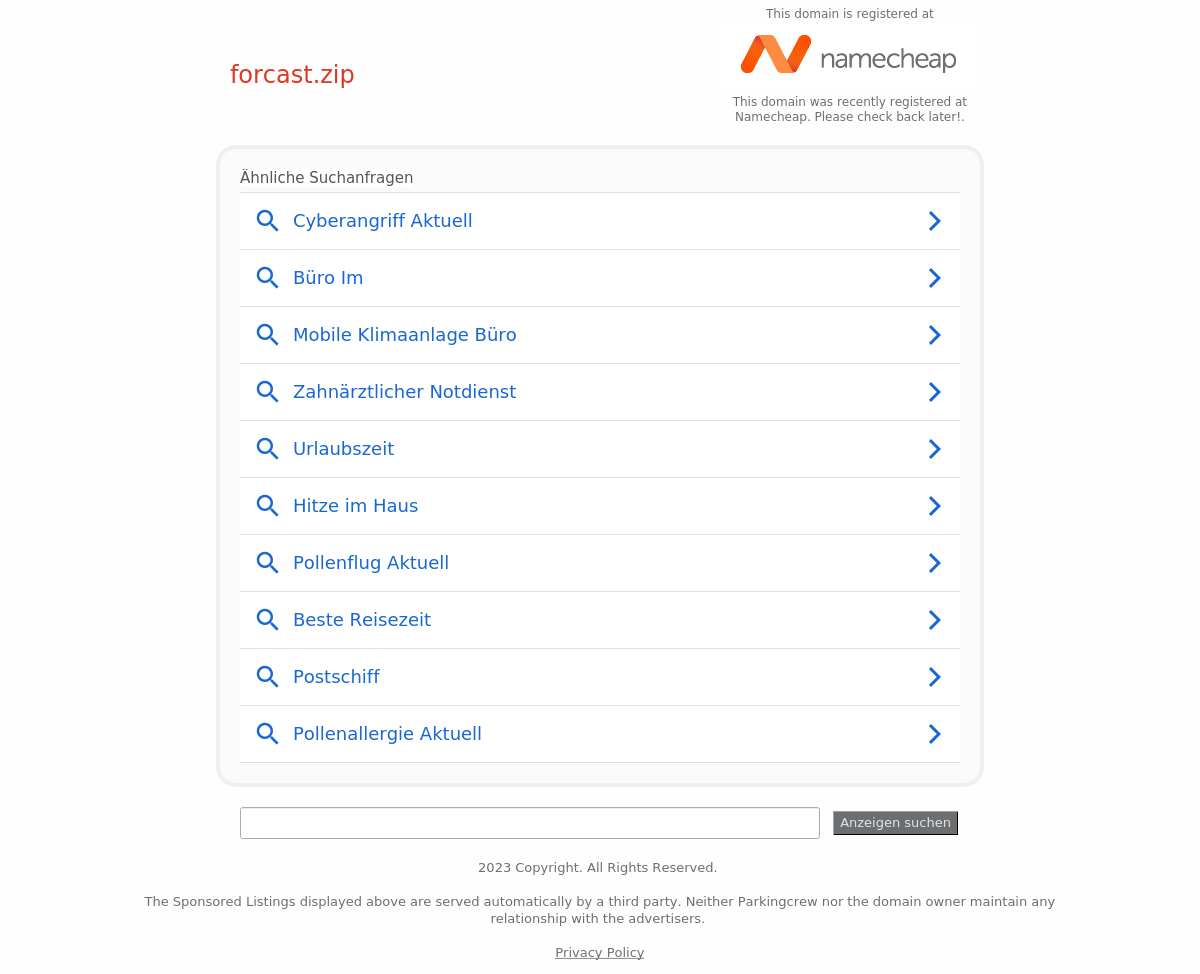 This domain is registered at
forcast.zip
namecheap
This domain was recently registered at
Namecheap. Please check back later!.
Ähnliche Suchanfragen
Cyberangriff Aktuell
Büro Im
Mobile Klimaanlage Büro
Zahnärztlicher Notdienst
Urlaubszeit
Hitze im Haus
Pollenflug Aktuell
Beste Reisezeit
Postschiff
Pollenallergie Aktuell
Anzeigen suchen
2023 Copyright. All Rights Reserved.
The Sponsored Listings displayed above are served automatically by a third party. Neither Parkingcrew nor the domain owner maintain any
relationship with the advertisers.
Privacy Policy